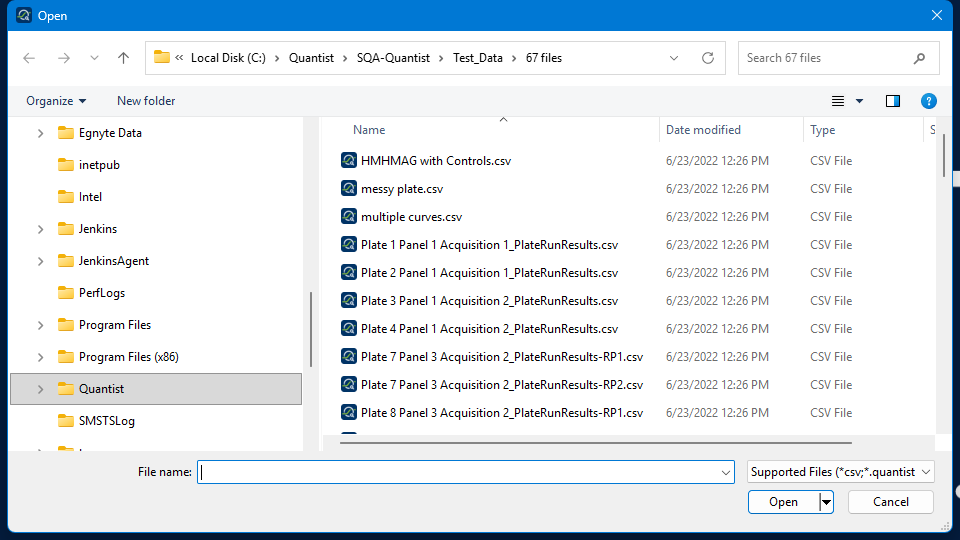 Open
« Local Disk (C:) > Quantist > SQA-Quantist > Test_Data > 67 files
Search 67 files
Organize
New folder
?
Egnyte Data
inetpub
Intel
Jenkins
JenkinsAgent
PerfLogs
Program Files
Program Files (x86)
Quantist
SMSTSLog
Name Date modified Type S
HMHMAG with Controls.csv 6/23/2022 12:26 PM CSV File
messy plate.csv 6/23/2022 12:26 PM CSV File
multiple curves.csv 6/23/2022 12:26 PM CSV File
Plate 1 Panel 1 Acquisition 1_PlateRunResults.csv 6/23/2022 12:26 PM CSV File
Plate 2 Panel 1 Acquisition 1_PlateRunResults.csv 6/23/2022 12:26 PM CSV File
Plate 3 Panel 1 Acquisition 2_PlateRunResults.csv 6/23/2022 12:26 PM CSV File
Plate 4 Panel 1 Acquisition 2_PlateRunResults.csv 6/23/2022 12:26 PM CSV File
Plate 7 Panel 3 Acquisition 2_PlateRunResults-RP1.csv 6/23/2022 12:26 PM CSV File
Plate 7 Panel 3 Acquisition 2_PlateRunResults-RP2.csv 6/23/2022 12:26 PM CSV File
Plate 8 Panel 3 Acquisition 2_PlateRunResults-RP1.csv 6/23/2022 12:26 PM CSV File
File name:
Supported Files (*csv;*.quantist
Open
Cancel